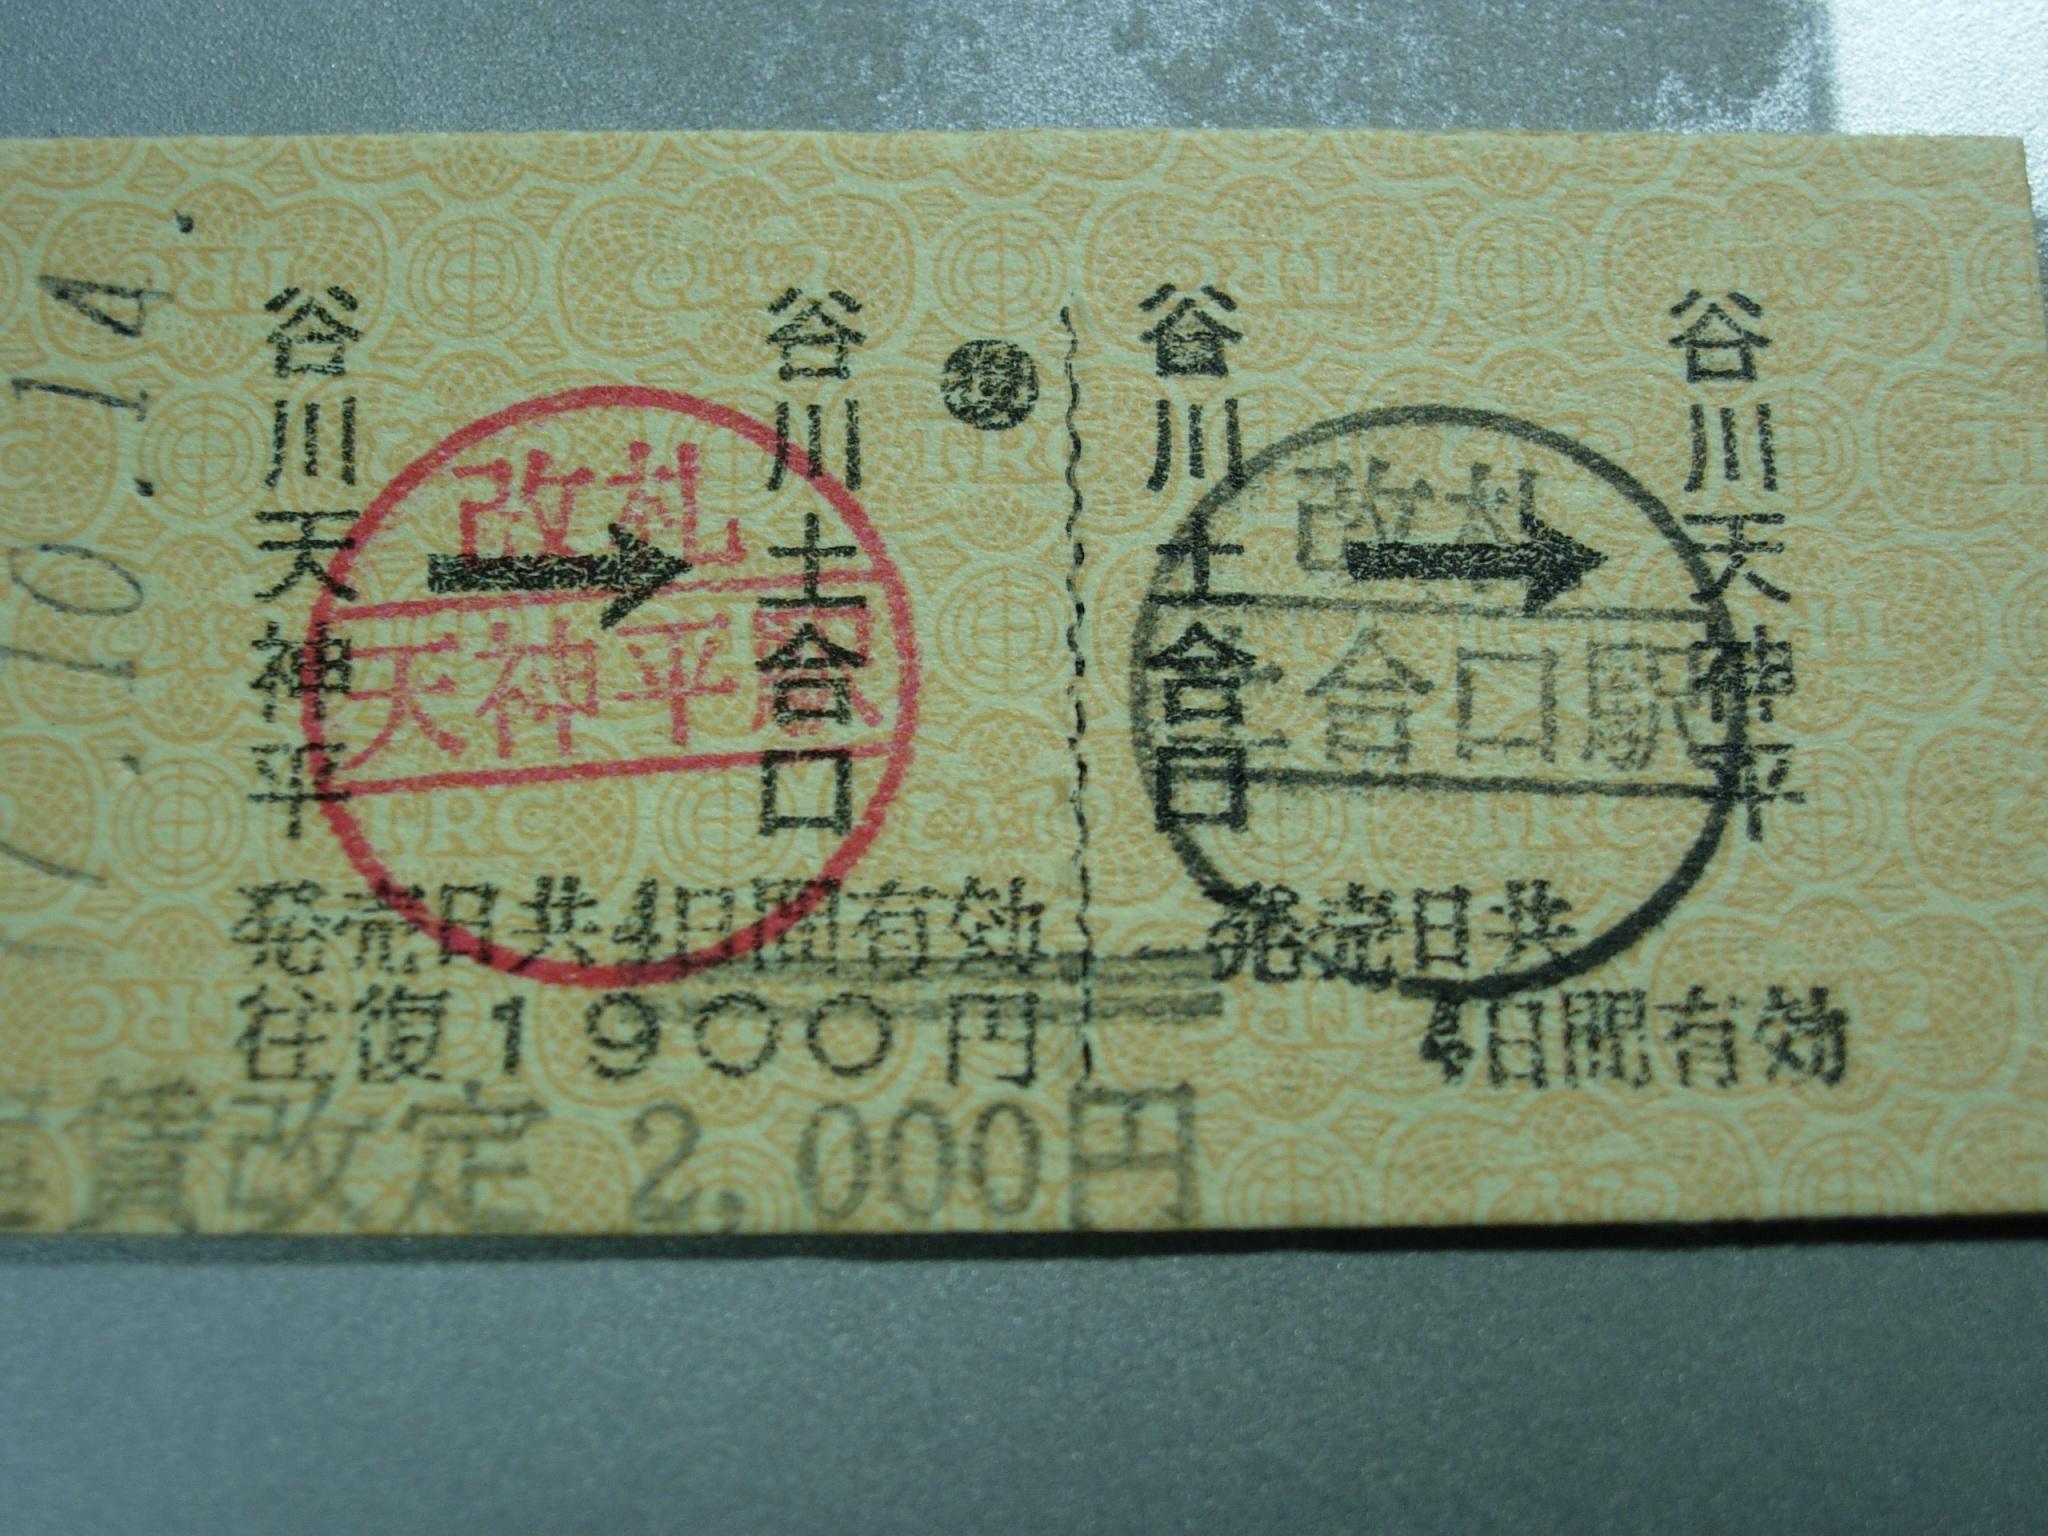 10.14.
谷川天神平
→
谷川土合口
復
谷川土合口
→
谷川天神平
改札
天神平駅
改札
土合口駅
発売日共4日間有効
往復1900円
発売日共
4日間有効
賃改定 2,000円
TRC